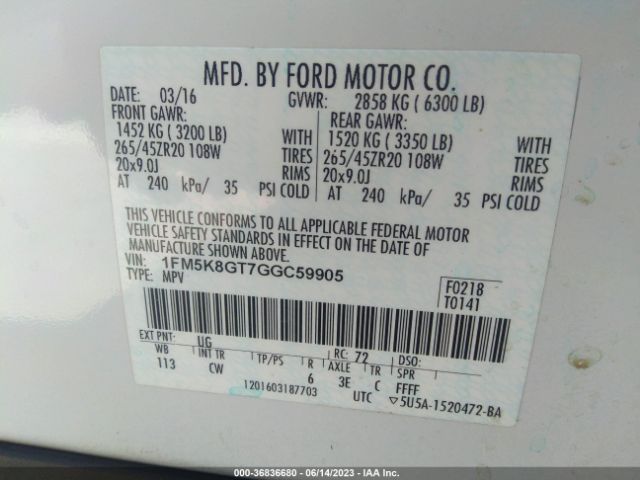 MFD. BY FORD MOTOR CO.
DATE: 03/16 GVWR: 2858 KG ( 6300 LB)
FRONT GAWR: REAR GAWR:
1452 KG ( 3200 LB) WITH 1520 KG ( 3350 LB) WITH
265/45ZR20 108W TIRES 265/45ZR20 108W TIRES
20x9.0J RIMS 20x9.0J RIMS
AT 240 kPa/ 35 PSI COLD AT 240 kPa/ 35 PSI COLD
THIS VEHICLE CONFORMS TO ALL APPLICABLE FEDERAL MOTOR
VEHICLE SAFETY STANDARDS IN EFFECT ON THE DATE OF
MANUFACTURE SHOWN ABOVE.
VIN: 1FM5K8GT7GGC59905 F0218
TYPE: MPV T0141
EXT PNT: UG RC: 72 DSO:
WB INT TR TP/PS R AXLE TR SPR
113 CW 6 3E C FFFF
1201603187703 UTC ▽5U5A-1520472-BA
000-36836680 - 06/14/2023 - IAA Inc.